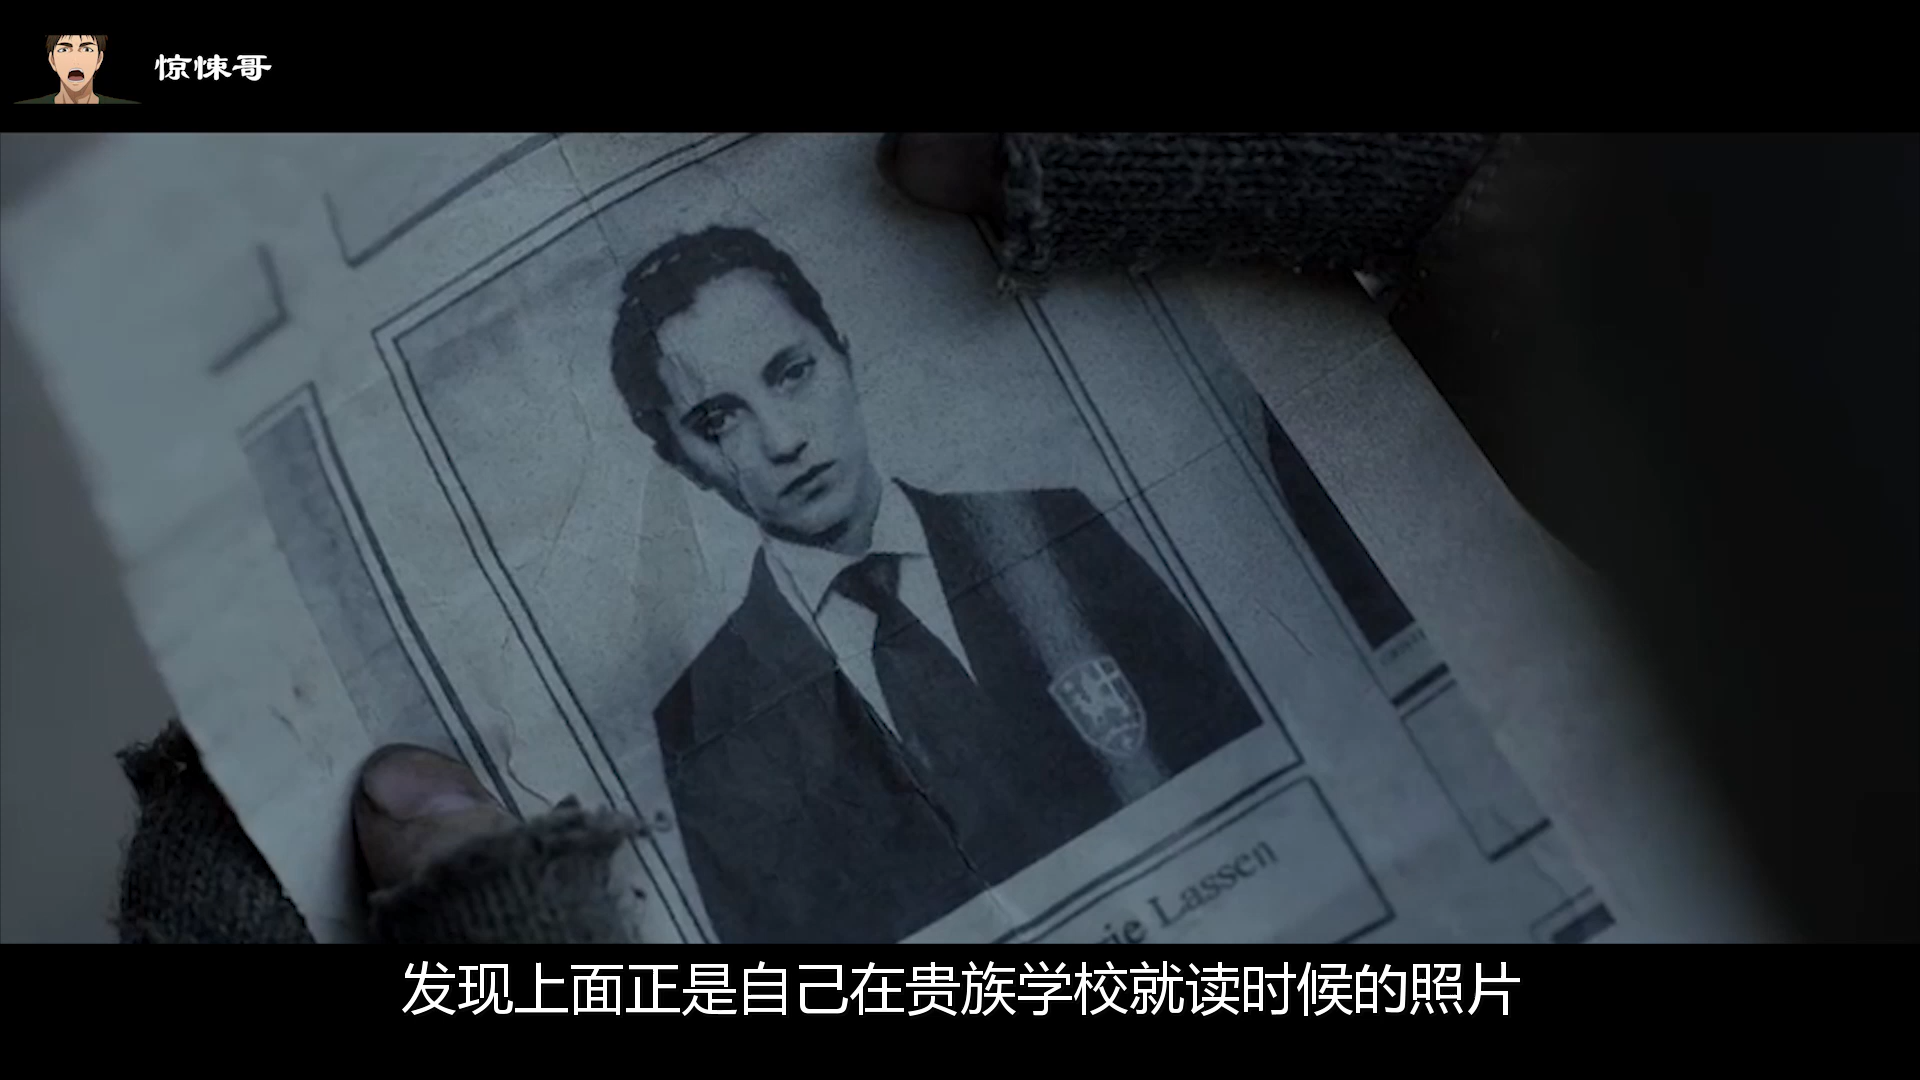 惊悚哥
rie Lassen
发现上面正是自己在贵族学校就读时候的照片